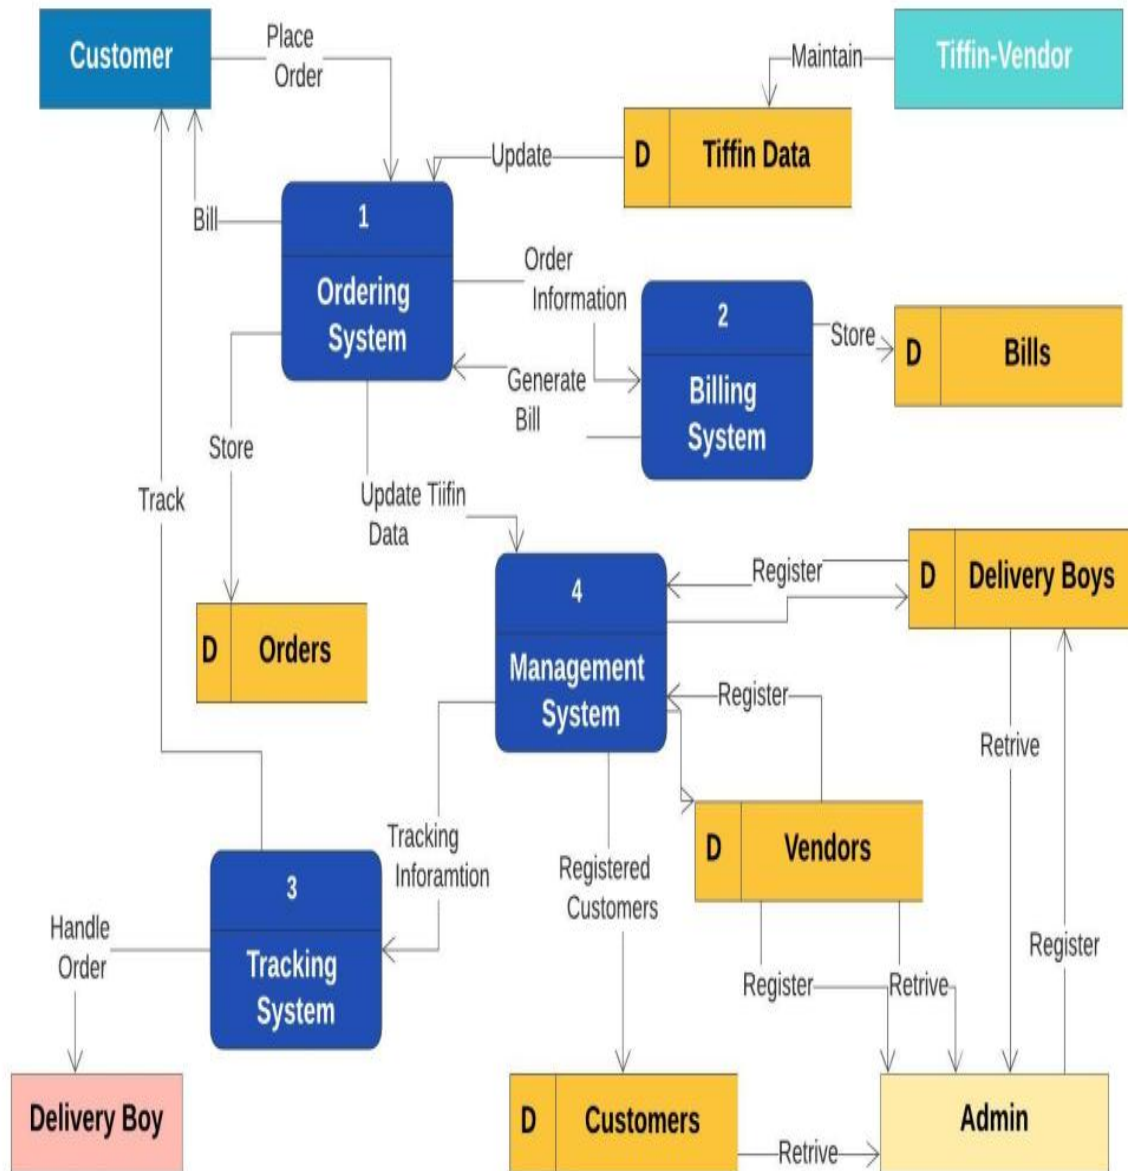 Place
Order
Customer
Maintain
Tiffin-Vendor
Update
D
Tiffin Data
Bill
1
Ordering
System
Order
Information
2
Billing
System
Store
D
Bills
Generate
Bill
Store
Track
Update Tiifin
Data
D
Orders
4
Management
System
Register
D
Delivery Boys
Register
Retrive
D
Vendors
Tracking
Inforamtion
Registered
Customers
3
Tracking
System
Handle
Order
Register
Retrive
Register
Delivery Boy
D
Customers
Retrive
Admin